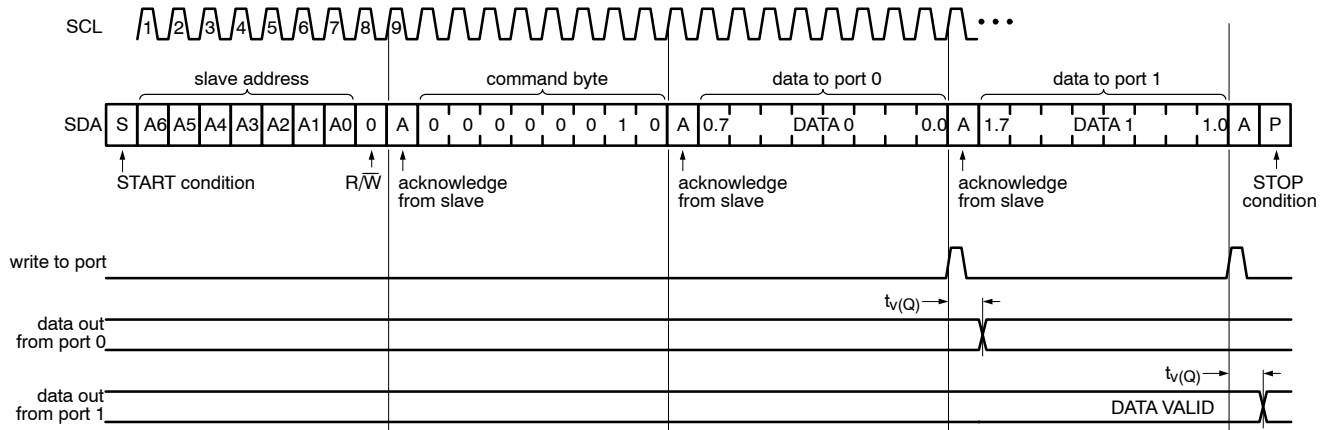 SCL 1 2 3 4 5 6 7 8 9 •••
slave address command byte data to port 0 data to port 1
SDA S A6 A5 A4 A3 A2 A1 A0 0 A 0 0 0 0 0 0 1 0 A 0.7 DATA 0 0.0 A 1.7 DATA 1 1.0 A P
START condition R/W̅ acknowledge from slave acknowledge from slave acknowledge from slave STOP condition
write to port
tv(Q)
data out
from port 0
tv(Q)
data out
from port 1 DATA VALID